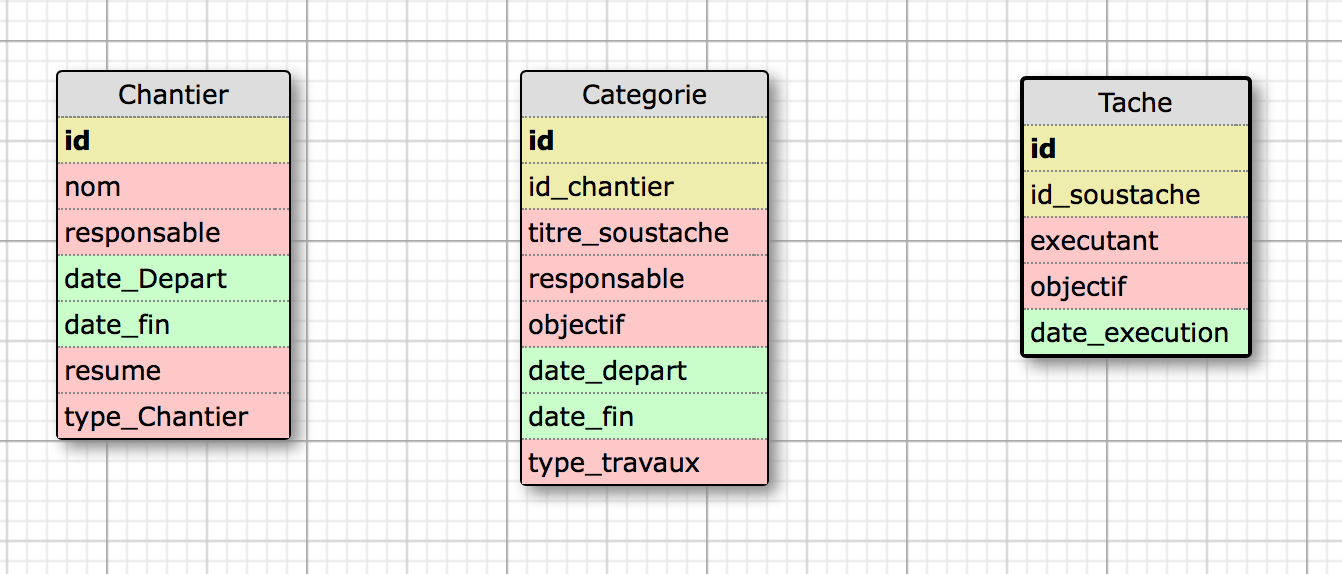 Chantier
id
nom
responsable
date_Depart
date_fin
resume
type_Chantier
Categorie
id
id_chantier
titre_soustache
responsable
objectif
date_depart
date_fin
type_travaux
Tache
id
id_soustache
executant
objectif
date_execution